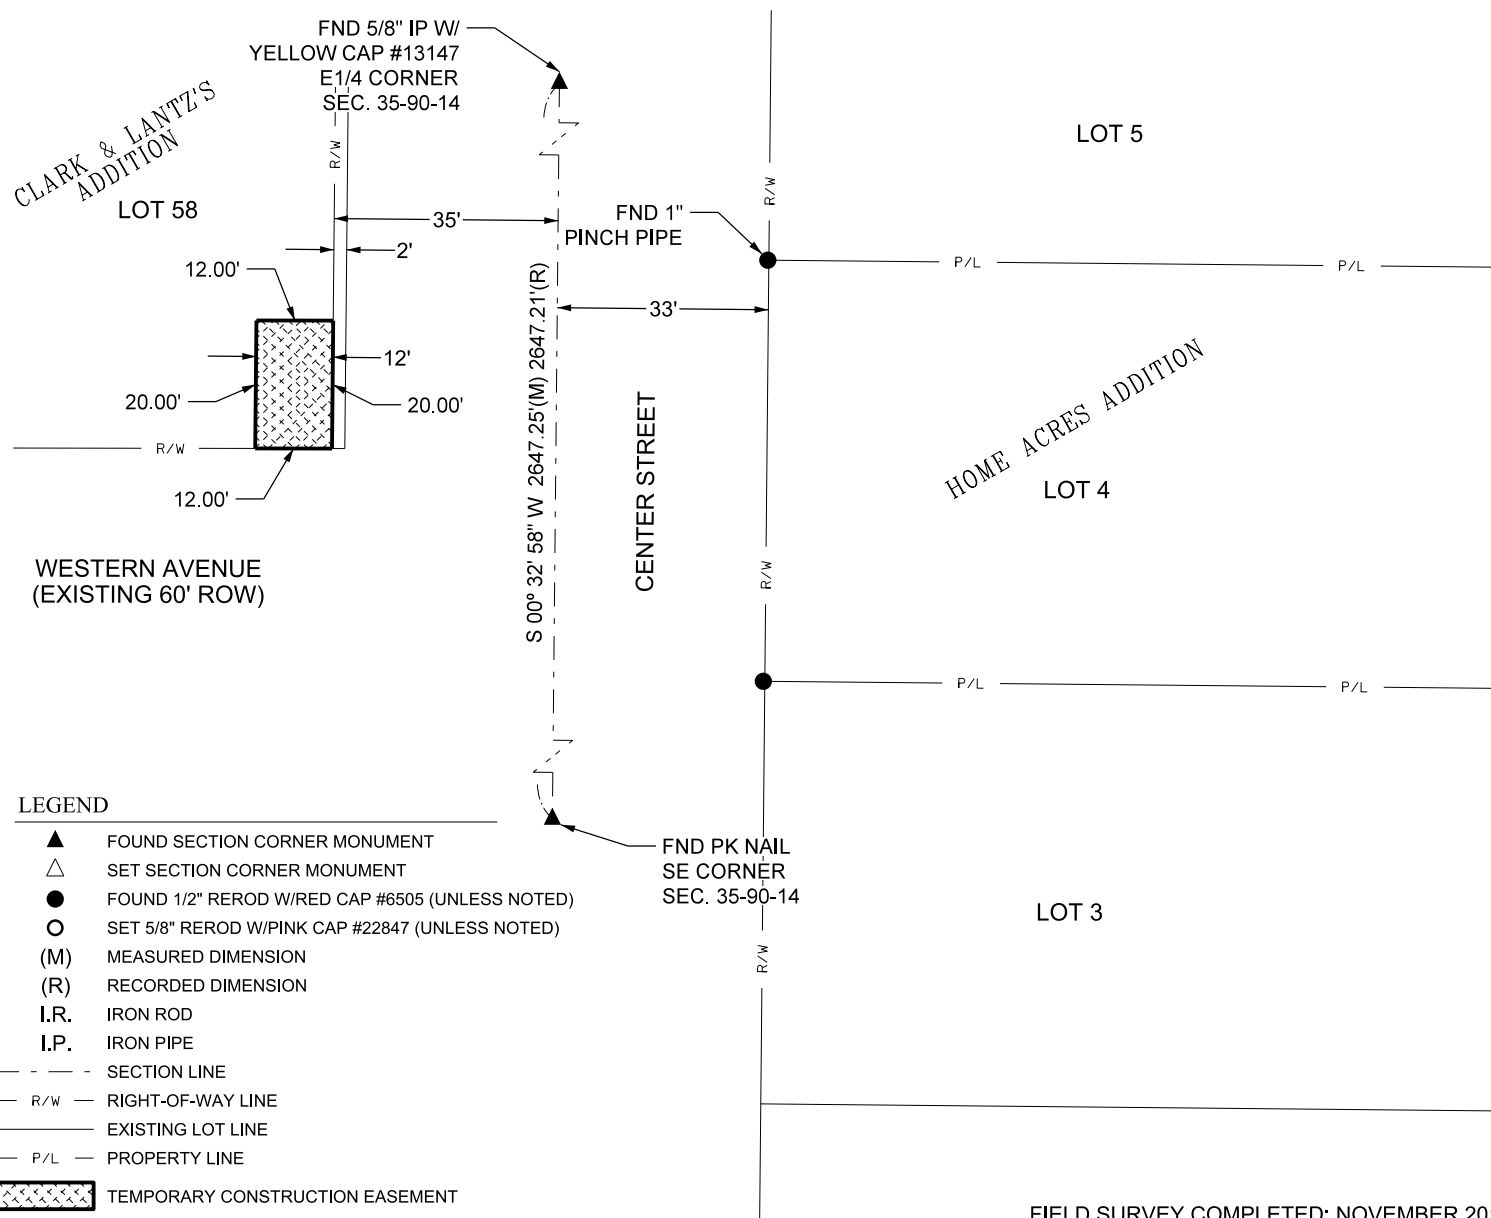 FND 5/8" IP W/
YELLOW CAP #13147
E1/4 CORNER
SEC. 35-90-14
CLARK & LANTZ'S
ADDITION
LOT 58
R/W
35'
2'
12.00'
12'
20.00'
20.00'
R/W
12.00'
WESTERN AVENUE
(EXISTING 60' ROW)
S 00° 32' 58" W 2647.25'(M) 2647.21'(R)
FND 1"
PINCH PIPE
33'
CENTER STREET
R/W
R/W
R/W
LOT 5
P/L
P/L
HOME ACRES ADDITION
LOT 4
P/L
P/L
LOT 3
FND PK NAIL
SE CORNER
SEC. 35-90-14
LEGEND
FOUND SECTION CORNER MONUMENT
SET SECTION CORNER MONUMENT
FOUND 1/2" REROD W/RED CAP #6505 (UNLESS NOTED)
SET 5/8" REROD W/PINK CAP #22847 (UNLESS NOTED)
(M) MEASURED DIMENSION
(R) RECORDED DIMENSION
I.R. IRON ROD
I.P. IRON PIPE
SECTION LINE
R/W RIGHT-OF-WAY LINE
EXISTING LOT LINE
P/L PROPERTY LINE
TEMPORARY CONSTRUCTION EASEMENT
FIELD SURVEY COMPLETED: NOVEMBER